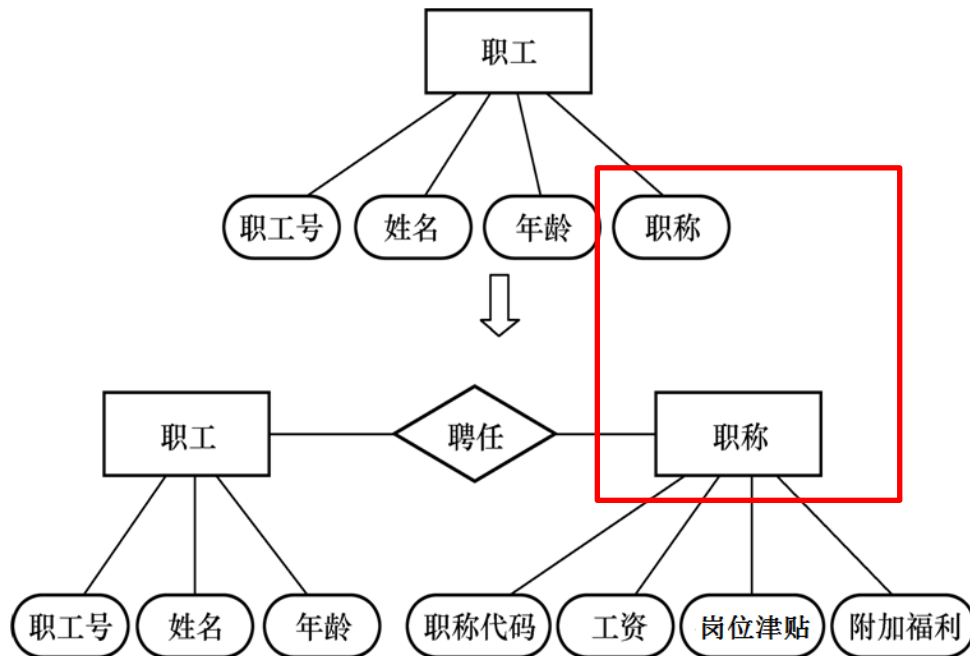 职工
职工号 姓名 年龄 职称
职工 聘任 职称
职工号 姓名 年龄 职称代码 工资 岗位津贴 附加福利